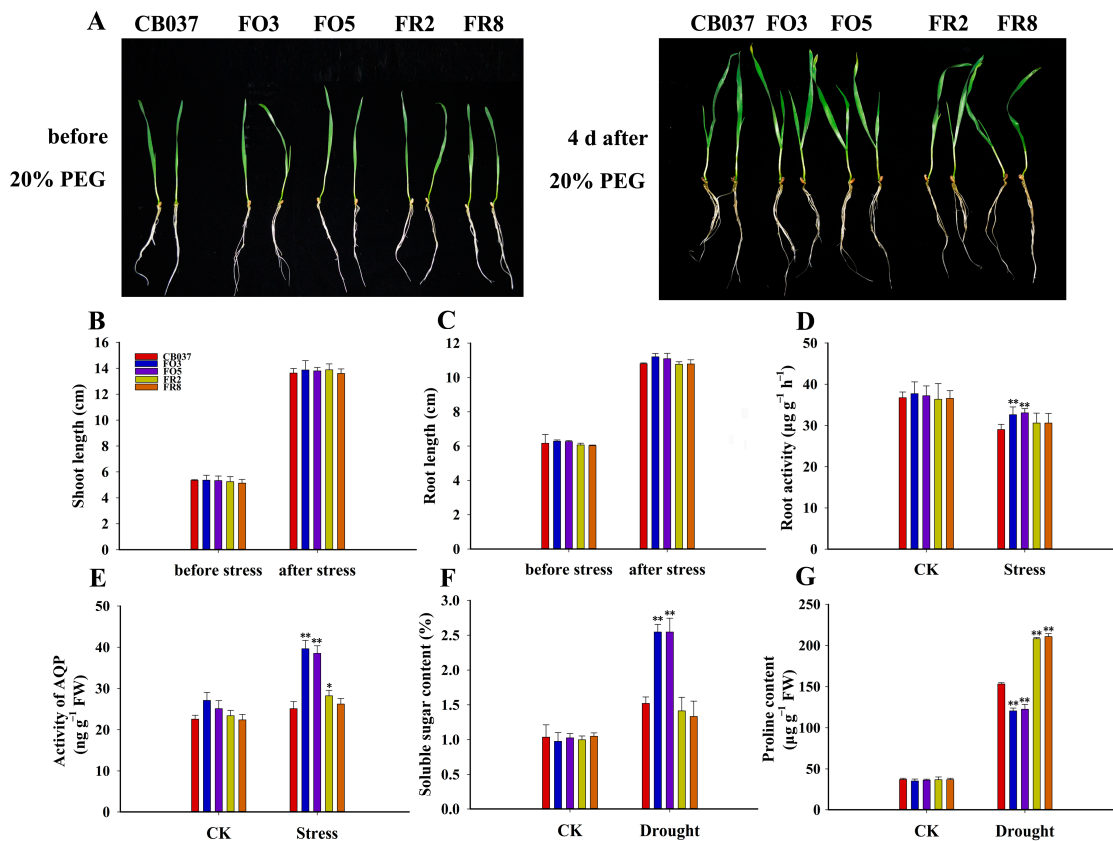 A
CB037 FO3 FO5 FR2 FR8
before
20% PEG
CB037 FO3 FO5 FR2 FR8
4 d after
20% PEG
B
Shoot length (cm)
16
14
12
10
8
6
4
2
0
CB037
FO3
FO5
FR2
FR8
before stress after stress
C
Root length (cm)
12
10
8
6
4
2
0
before stress after stress
D
Root activity (µg g⁻¹ h⁻¹)
50
40
30
20
10
0
** **
CK Stress
E
Activity of AQP
(ng g⁻¹ FW)
50
40
30
20
10
0
** ** *
CK Stress
F
Soluble sugar content (%)
3.0
2.5
2.0
1.5
1.0
0.5
0.0
** **
CK Drought
G
Proline content
(µg g⁻¹ FW)
250
200
150
100
50
0
** ** ** **
CK Drought